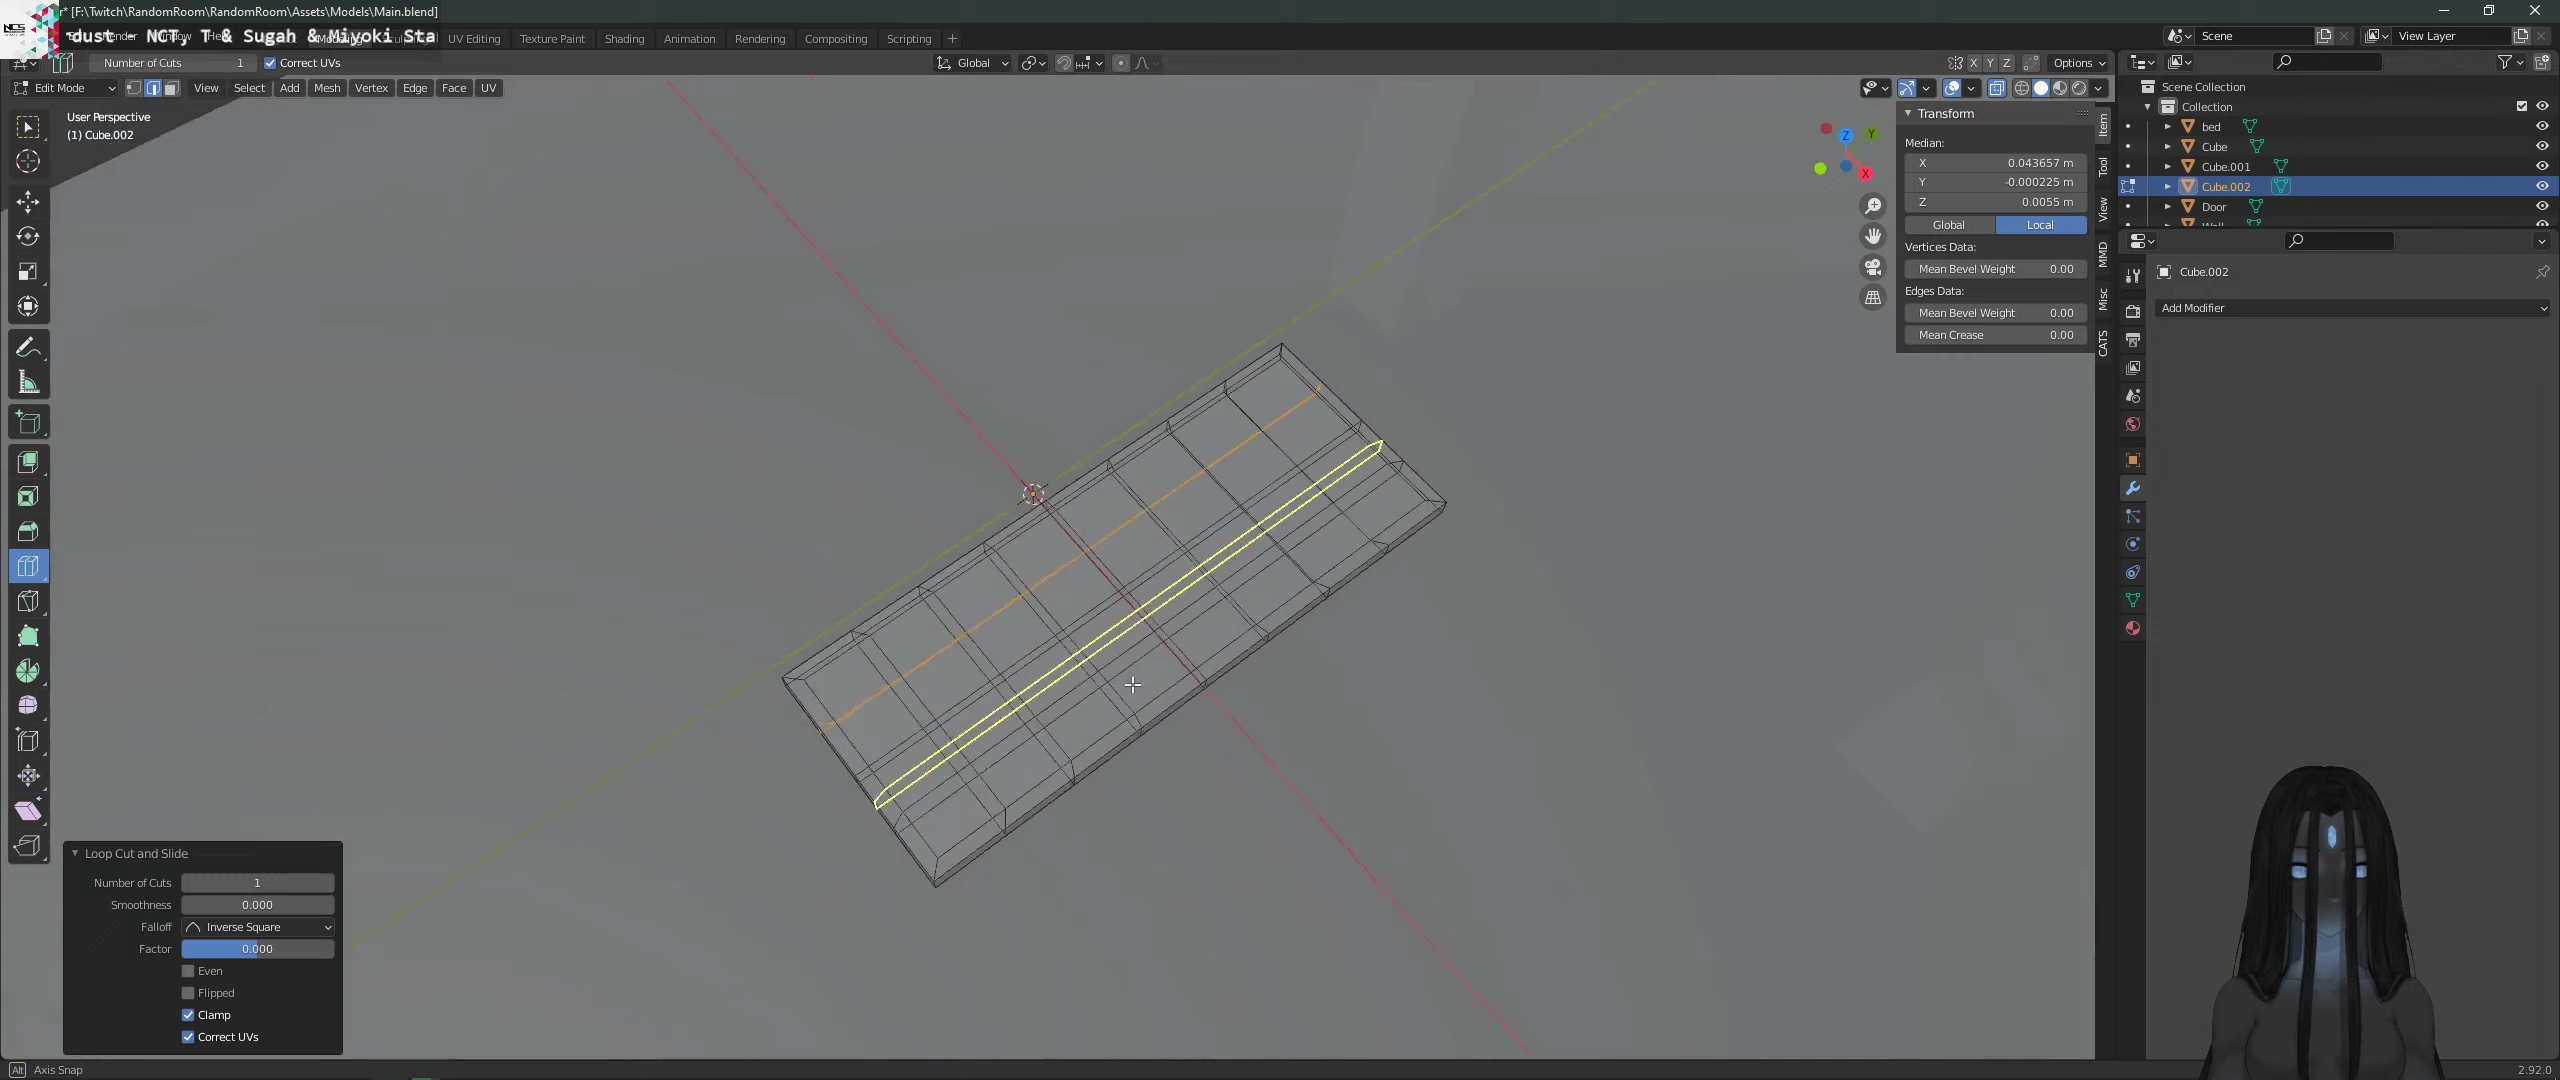 r* [F:\Twitch\RandomRoom\RandomRoom\Assets\Models\Main.blend]
dust - NCT, T & Sugah & Miyoki Sta
UV Editing
Texture Paint
Shading
Animation
Rendering
Compositing
Scripting
Scene
View Layer
Number of Cuts 1
Correct UVs
Global
X Y Z
Options
Edit Mode
View
Select
Add
Mesh
Vertex
Edge
Face
UV
User Perspective
(1) Cube.002
Transform
Median:
X 0.043657 m
Y -0.000225 m
Z 0.0055 m
Global
Local
Vertices Data:
Mean Bevel Weight 0.00
Edges Data:
Mean Bevel Weight 0.00
Mean Crease 0.00
Item
Tool
View
MMD
Misc
CATS
Z
Y
X
Scene Collection
Collection
bed
Cube
Cube.001
Cube.002
Door
Cube.002
Add Modifier
Loop Cut and Slide
Number of Cuts 1
Smoothness 0.000
Falloff Inverse Square
Factor 0.000
Even
Flipped
Clamp
Correct UVs
Alt Axis Snap
2.92.0